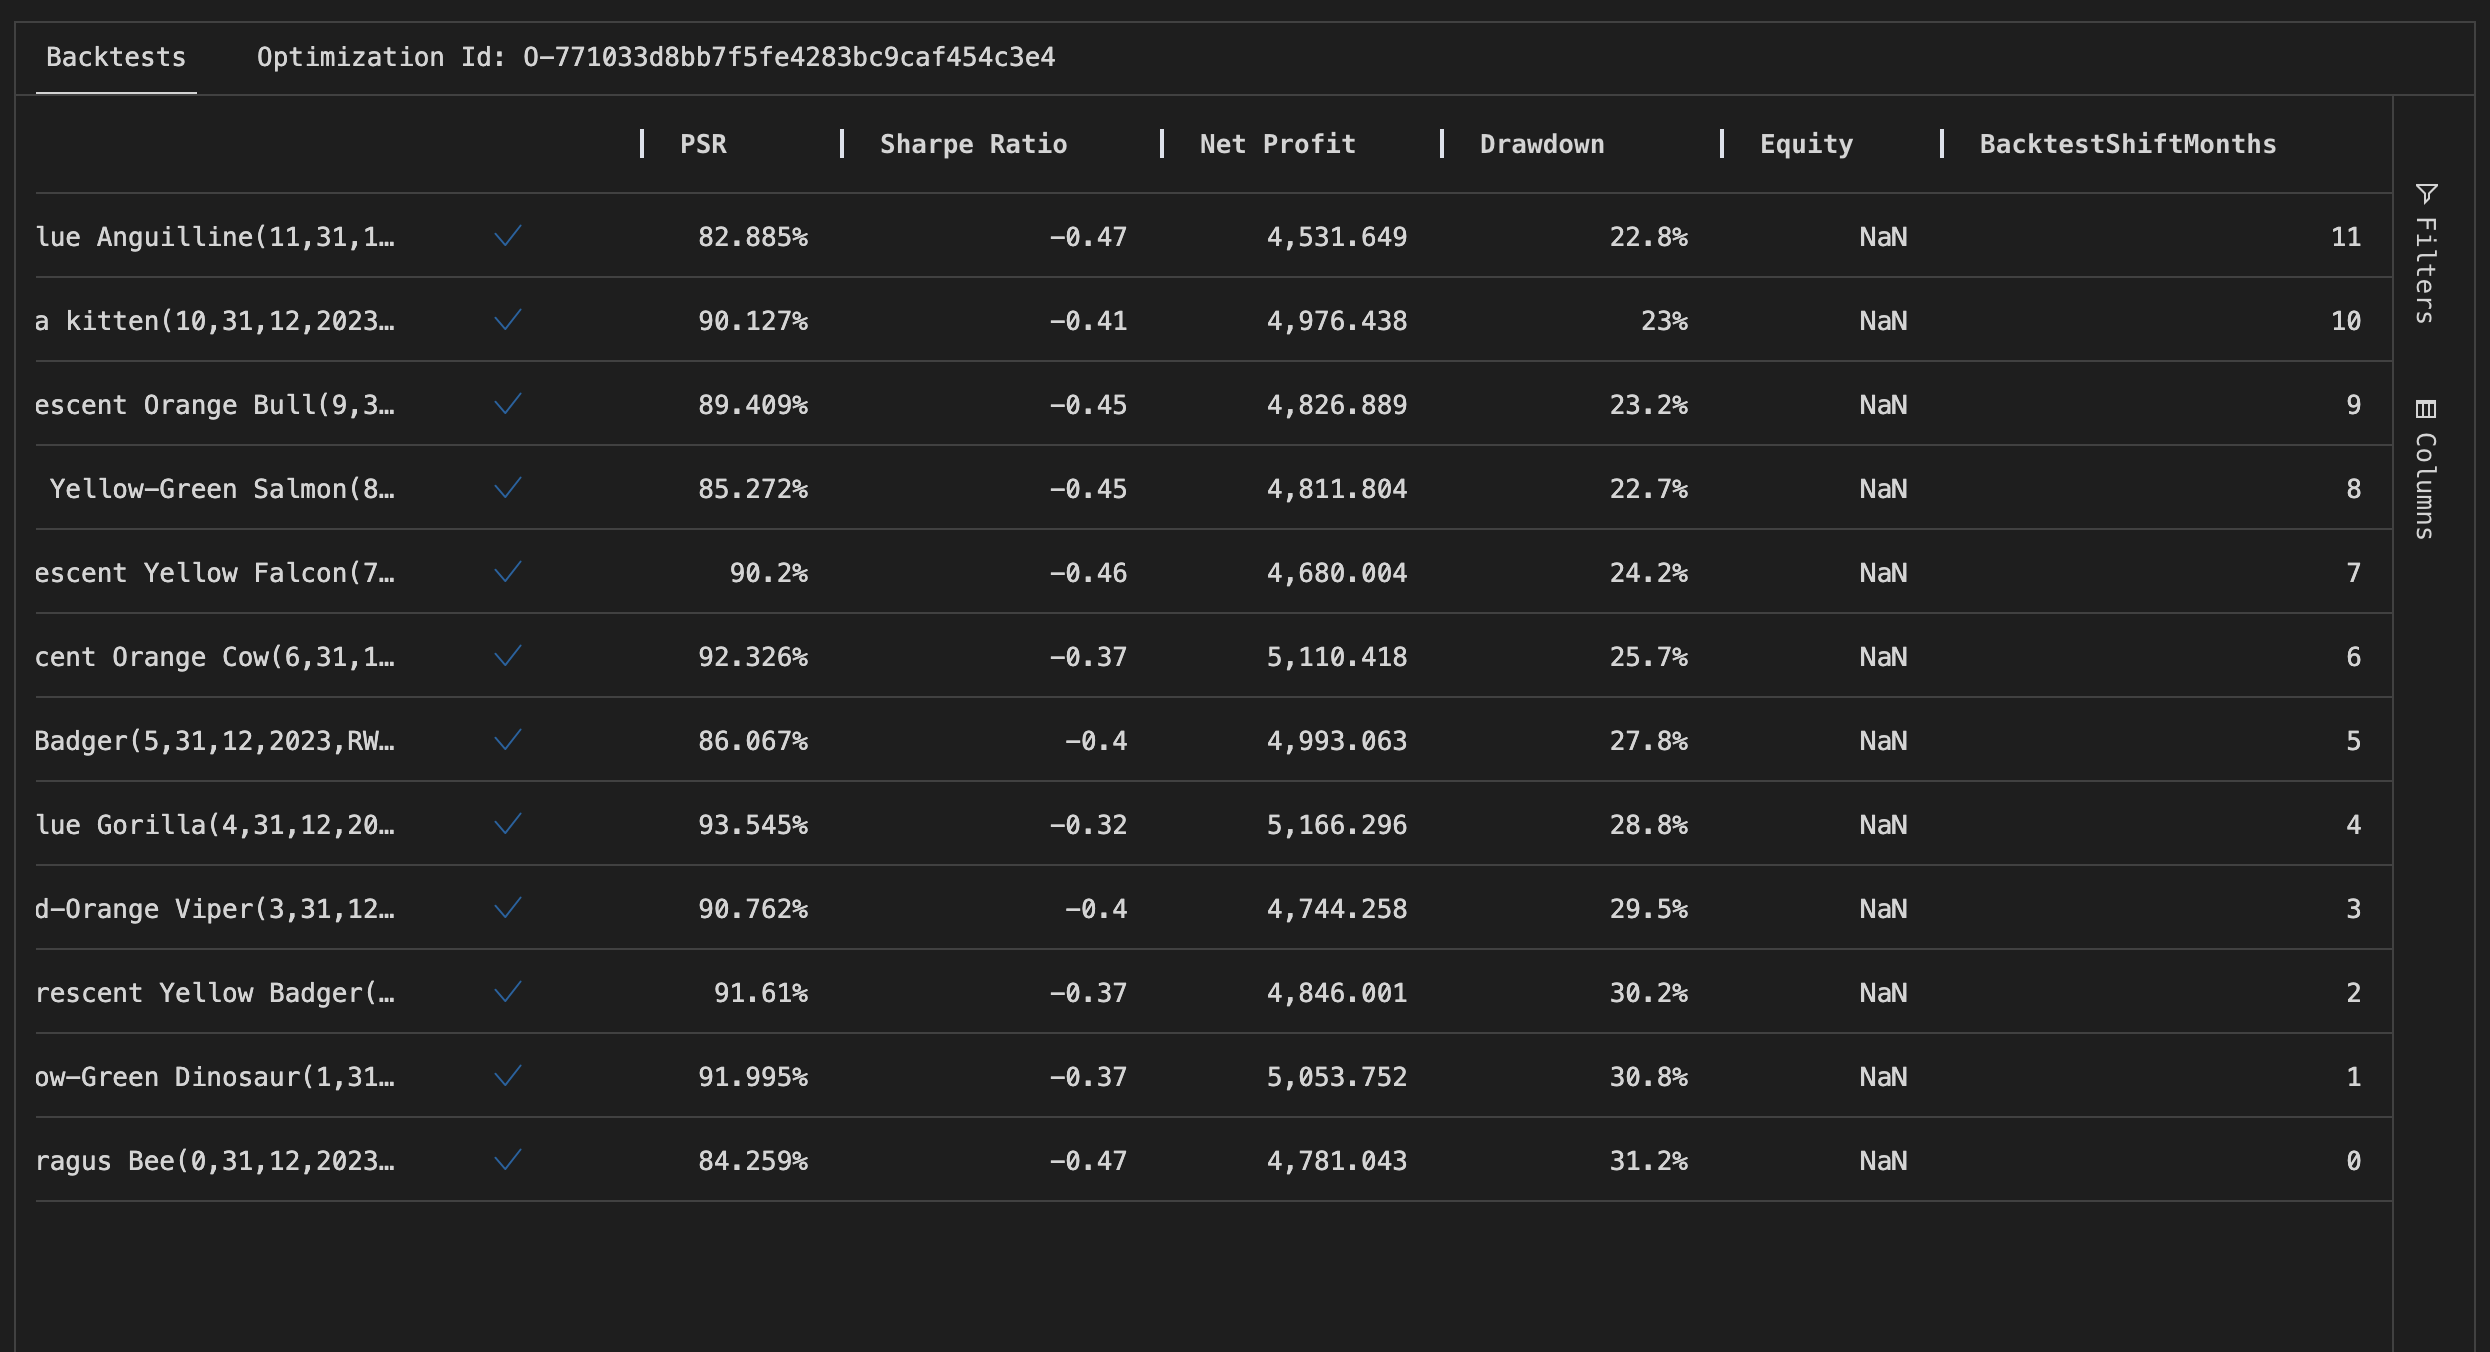 Backtests Optimization Id: O-771033d8bb7f5fe4283bc9caf454c3e4
PSR Sharpe Ratio Net Profit Drawdown Equity BacktestShiftMonths
lue Anguilline(11,31,1… 82.885% -0.47 4,531.649 22.8% NaN 11
a kitten(10,31,12,2023… 90.127% -0.41 4,976.438 23% NaN 10
escent Orange Bull(9,3… 89.409% -0.45 4,826.889 23.2% NaN 9
Yellow-Green Salmon(8… 85.272% -0.45 4,811.804 22.7% NaN 8
escent Yellow Falcon(7… 90.2% -0.46 4,680.004 24.2% NaN 7
cent Orange Cow(6,31,1… 92.326% -0.37 5,110.418 25.7% NaN 6
Badger(5,31,12,2023,RW… 86.067% -0.4 4,993.063 27.8% NaN 5
lue Gorilla(4,31,12,20… 93.545% -0.32 5,166.296 28.8% NaN 4
d-Orange Viper(3,31,12… 90.762% -0.4 4,744.258 29.5% NaN 3
rescent Yellow Badger(… 91.61% -0.37 4,846.001 30.2% NaN 2
ow-Green Dinosaur(1,31… 91.995% -0.37 5,053.752 30.8% NaN 1
ragus Bee(0,31,12,2023… 84.259% -0.47 4,781.043 31.2% NaN 0
Filters
Columns